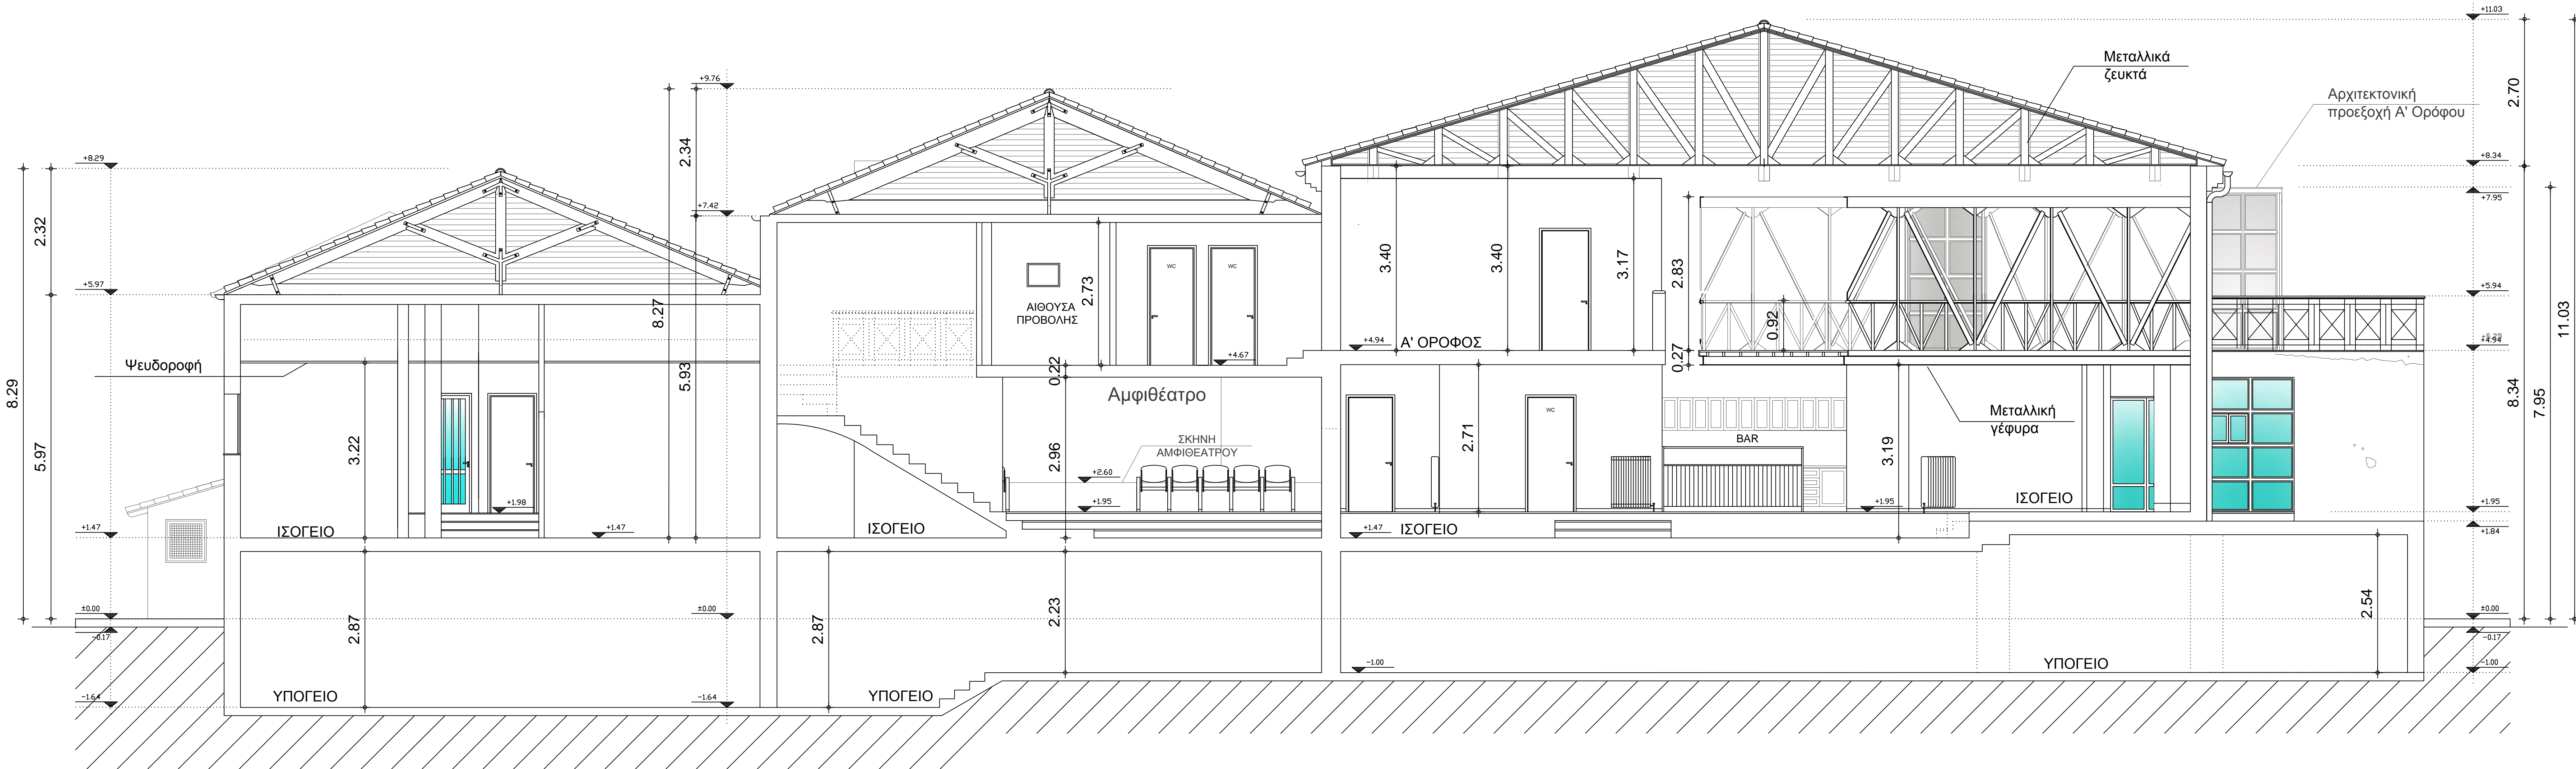 +11.03
Μεταλλικά
ζευκτά
2.70
Αρχιτεκτονική
προεξοχή Α' Ορόφου
+9.76
2.34
+8.29
+8.34
+7.95
+7.42
2.32
3.40
3.40
3.17
2.83
2.73
WC
WC
ΑΙΘΟΥΣΑ
ΠΡΟΒΟΛΗΣ
+5.97
+5.94
8.27
11.03
0.92
+4.94
Α' ΟΡΟΦΟΣ
+4.94
+4.67
0.27
0.22
Ψευδοροφή
5.93
8.29
5.97
8.34
7.95
Αμφιθέατρο
Μεταλλική
γέφυρα
WC
BAR
ΣΚΗΝΗ
ΑΜΦΙΘΕΑΤΡΟΥ
3.22
2.96
2.71
3.19
+2.60
+1.98
+1.95
+1.95
ΙΣΟΓΕΙΟ
+1.95
+1.84
+1.47
ΙΣΟΓΕΙΟ
+1.47
ΙΣΟΓΕΙΟ
+1.47
ΙΣΟΓΕΙΟ
±0.00
±0.00
±0.00
-0.17
-0.17
2.87
2.87
2.23
2.54
-1.00
ΥΠΟΓΕΙΟ
-1.00
-1.64
ΥΠΟΓΕΙΟ
-1.64
ΥΠΟΓΕΙΟ